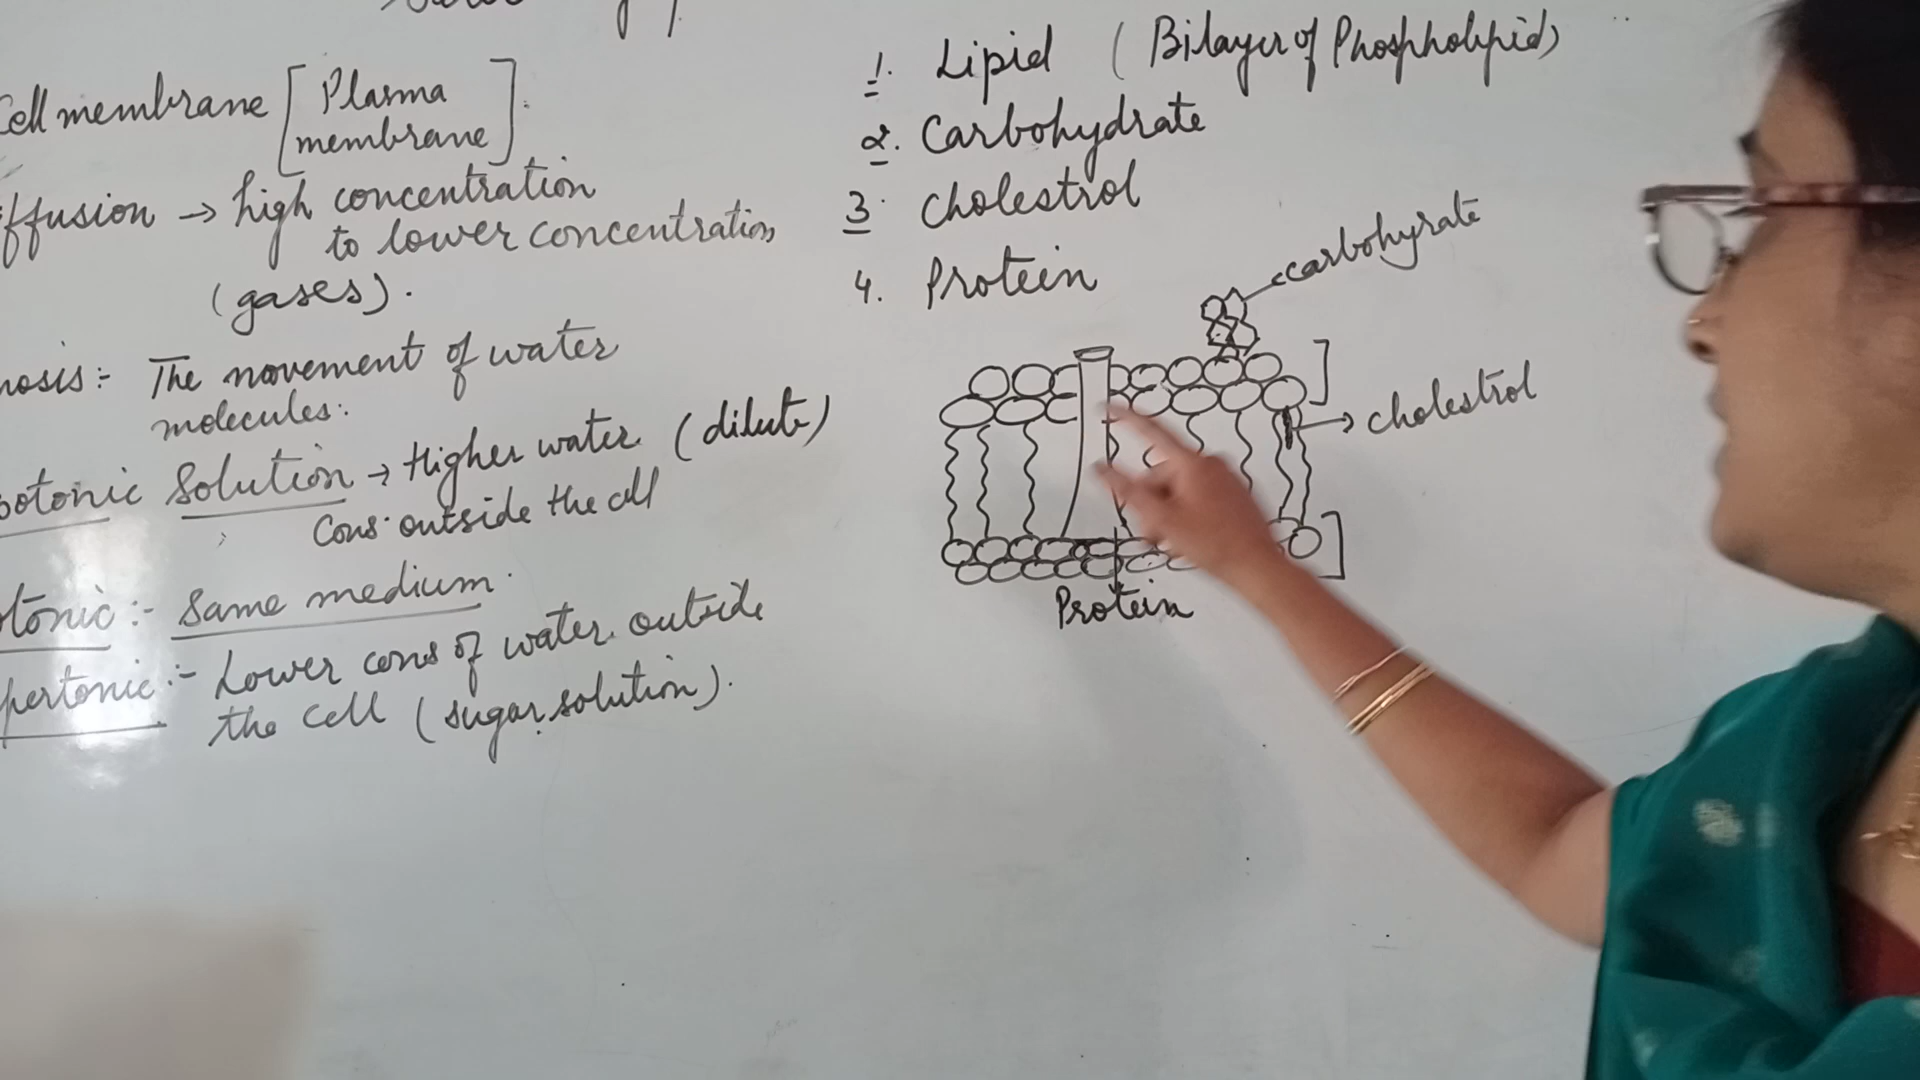 Cell membrane [Plasma
membrane].
ffusion → high concentration
to lower concentration
(gases).
mosis:- The movement of water
molecules:
potonic Solution → Higher water (dilute)
Cons. outside the cell
otonic:- Same medium.
pertonic:- Lower cons of water outside
the cell (sugar solution).
1. Lipid (Bilayer of Phospholipid)
2. Carbohydrate
3. Cholestrol
4. Protein
carbohyrate
cholestrol
Protein